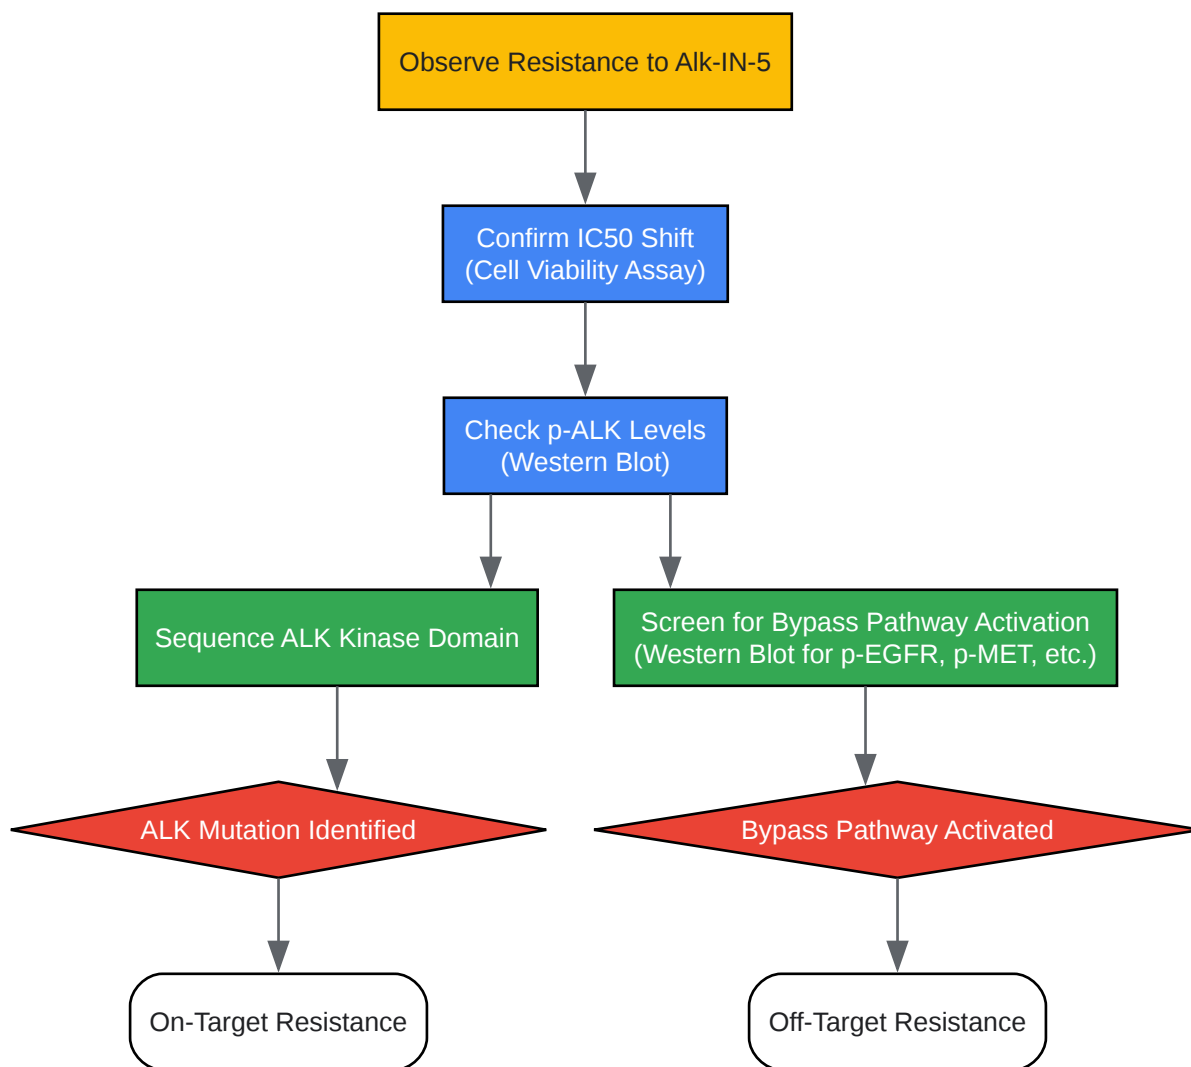 Observe Resistance to Alk-IN-5
Confirm IC50 Shift
(Cell Viability Assay)
Check p-ALK Levels
(Western Blot)
Sequence ALK Kinase Domain
Screen for Bypass Pathway Activation
(Western Blot for p-EGFR, p-MET, etc.)
ALK Mutation Identified
Bypass Pathway Activated
On-Target Resistance
Off-Target Resistance